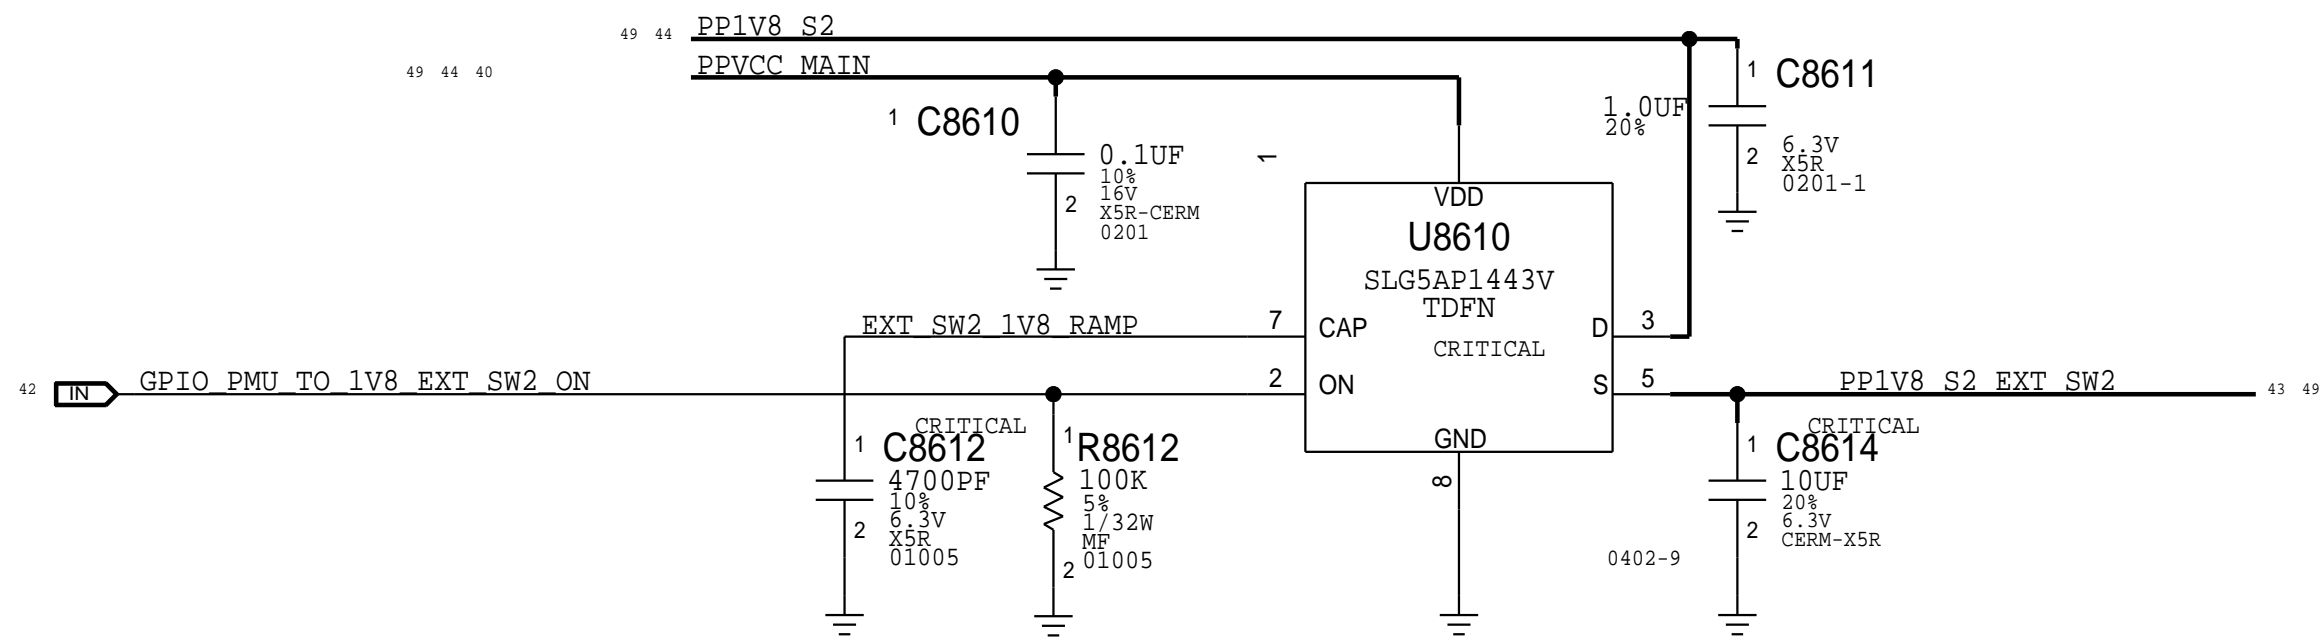 49 44 PP1V8_S2
49 44 40 PPVCC_MAIN
1 C8610
0.1UF
10%
16V
X5R-CERM
0201
2
1
1 C8611
1.0UF
20%
2
6.3V
X5R
0201-1
VDD
U8610
SLG5AP1443V
TDFN
CRITICAL
EXT_SW2_1V8_RAMP 7 CAP
D 3
42 IN GPIO_PMU_TO_1V8_EXT_SW2_ON 2 ON
S 5 PP1V8_S2_EXT_SW2 43 49
GND
8
CRITICAL
1 C8612
4700PF
10%
6.3V
X5R
01005
2
1 R8612
100K
5%
1/32W
MF
01005
2
CRITICAL
1 C8614
10UF
20%
6.3V
CERM-X5R
2
0402-9